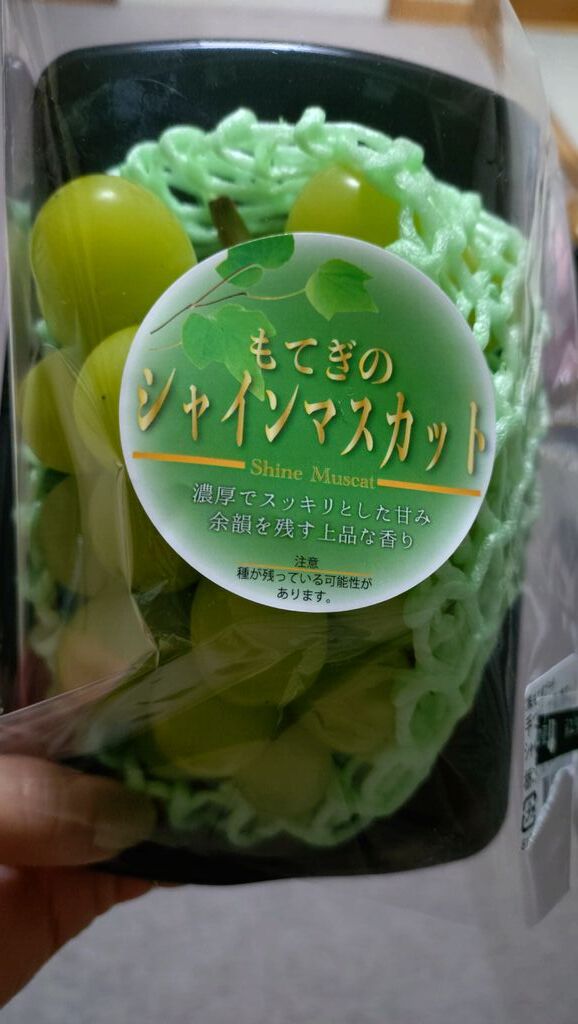 もてぎの
シャインマスカット
Shine Muscat
濃厚でスッキリとした甘み
余韻を残す上品な香り
注意
種が残っている可能性が
あります。